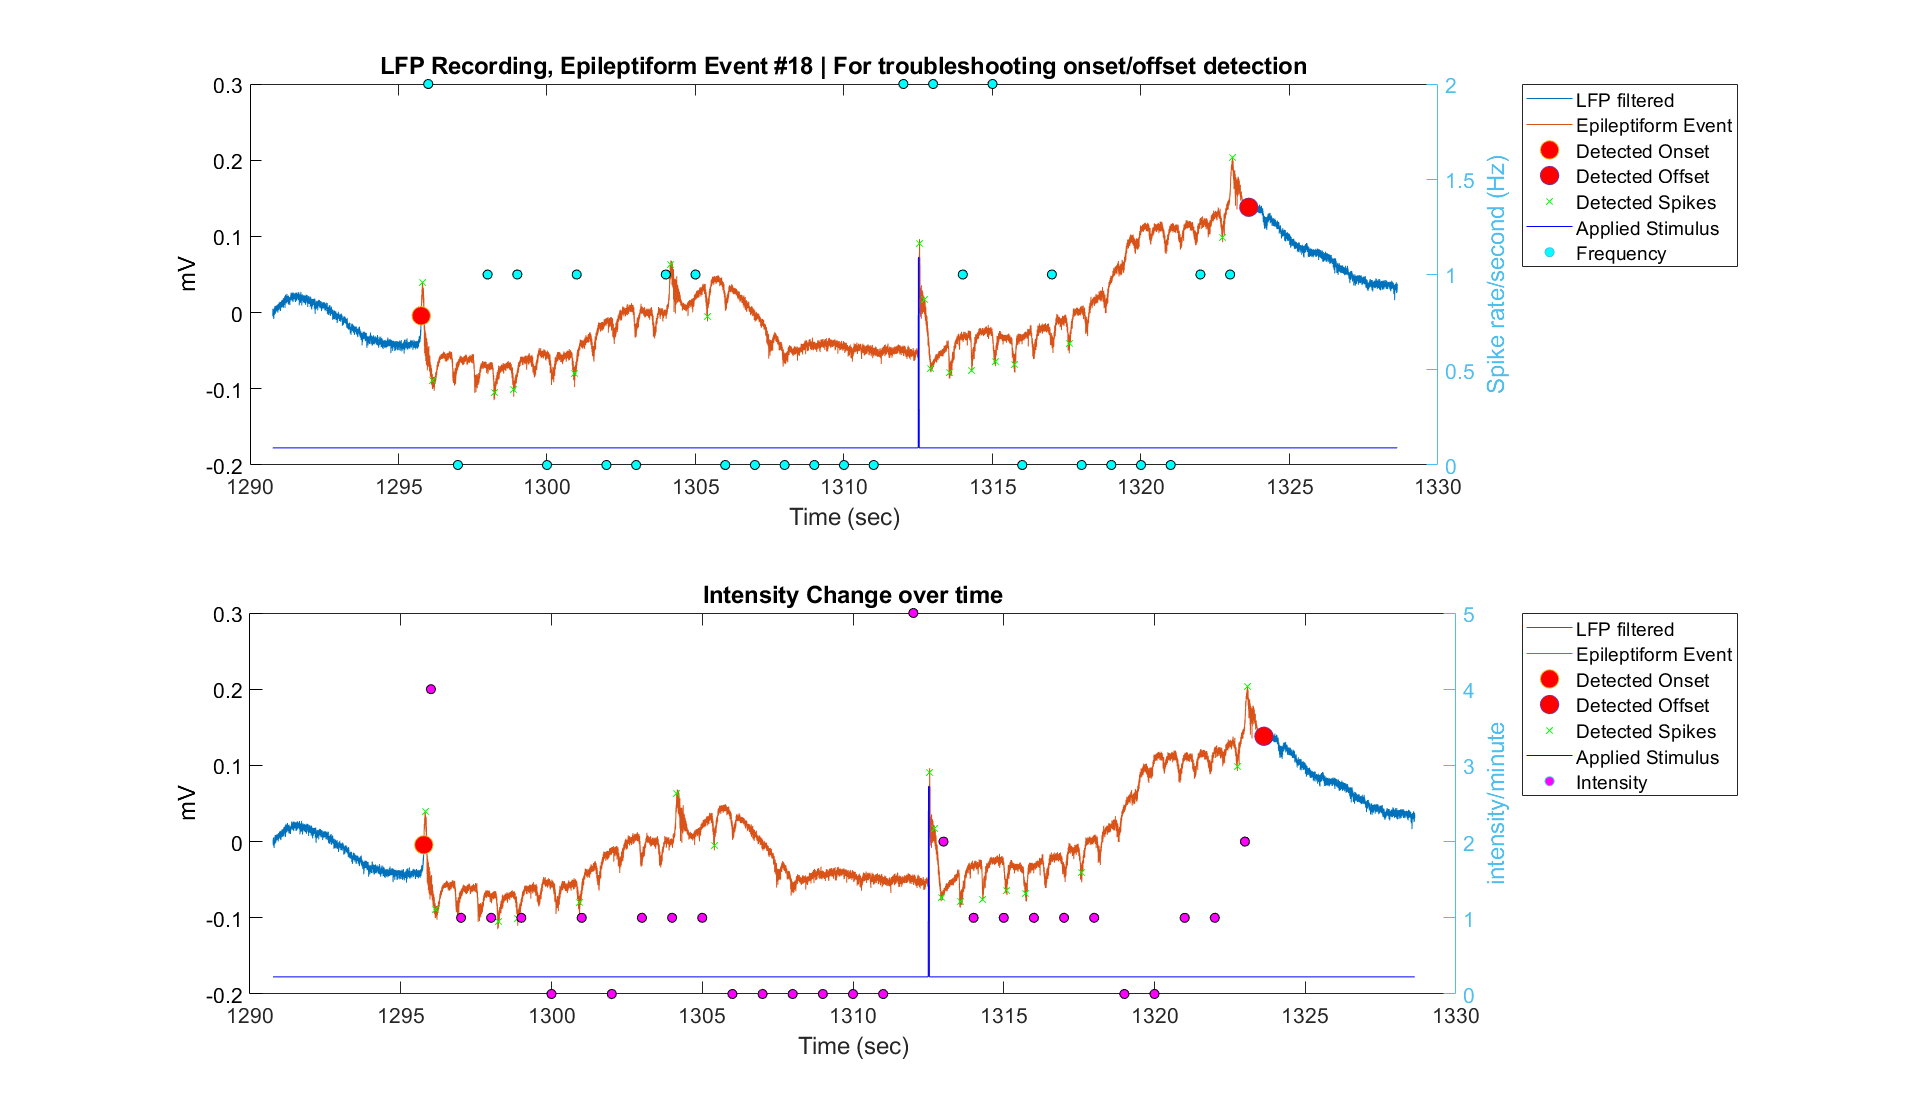 LFP Recording, Epileptiform Event #18 | For troubleshooting onset/offset detection
0.3
0.2
0.1
0
-0.1
-0.2
mV
1290
1295
1300
1305
1310
1315
1320
1325
1330
Time (sec)
2
1.5
1
0.5
0
Spike rate/second (Hz)
LFP filtered
Epileptiform Event
Detected Onset
Detected Offset
Detected Spikes
Applied Stimulus
Frequency
Intensity Change over time
0.3
0.2
0.1
0
-0.1
-0.2
mV
1290
1295
1300
1305
1310
1315
1320
1325
1330
Time (sec)
5
4
3
2
1
0
intensity/minute
LFP filtered
Epileptiform Event
Detected Onset
Detected Offset
Detected Spikes
Applied Stimulus
Intensity